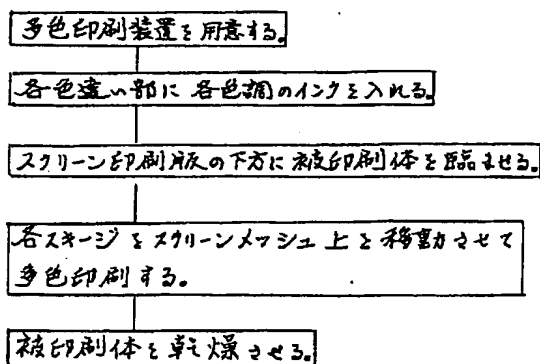 多色印刷装置を用意する。
各色違い部に各色調のインクを入れる。
スクリーン印刷版の下方に被印刷体を臨ませる。
各スキージをスクリーンメッシュ上を移動させて
多色印刷する。
被印刷体を乾燥させる。